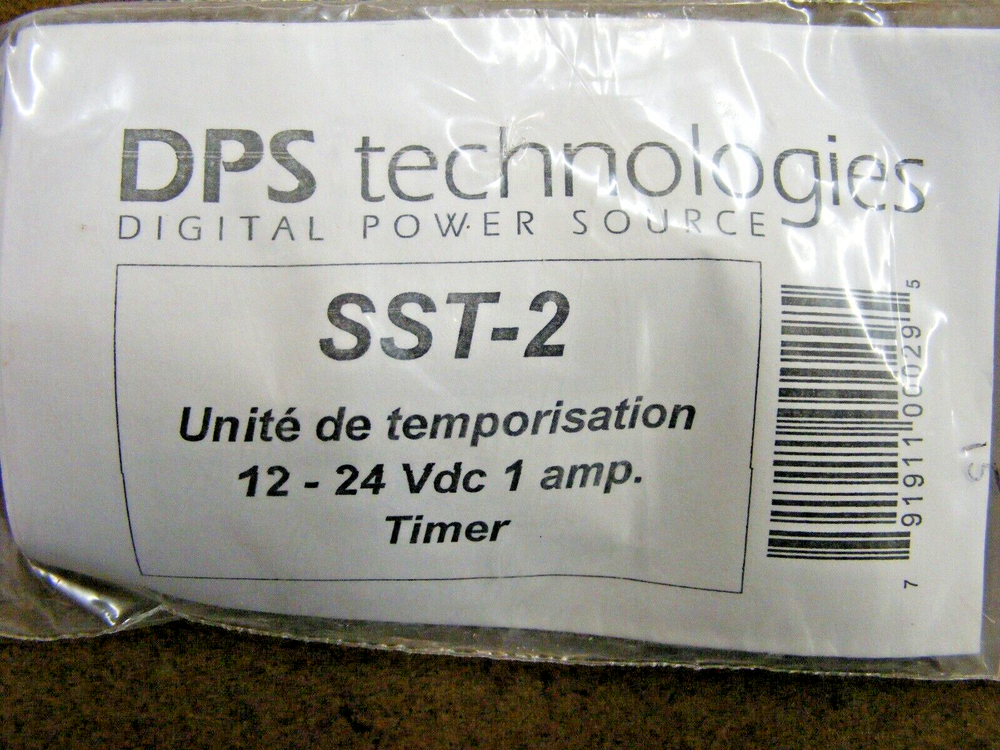 DPS technologies
DIGITAL POWER SOURCE
SST-2
Unité de temporisation
12 - 24 Vdc 1 amp.
Timer
7 91911 00029 5